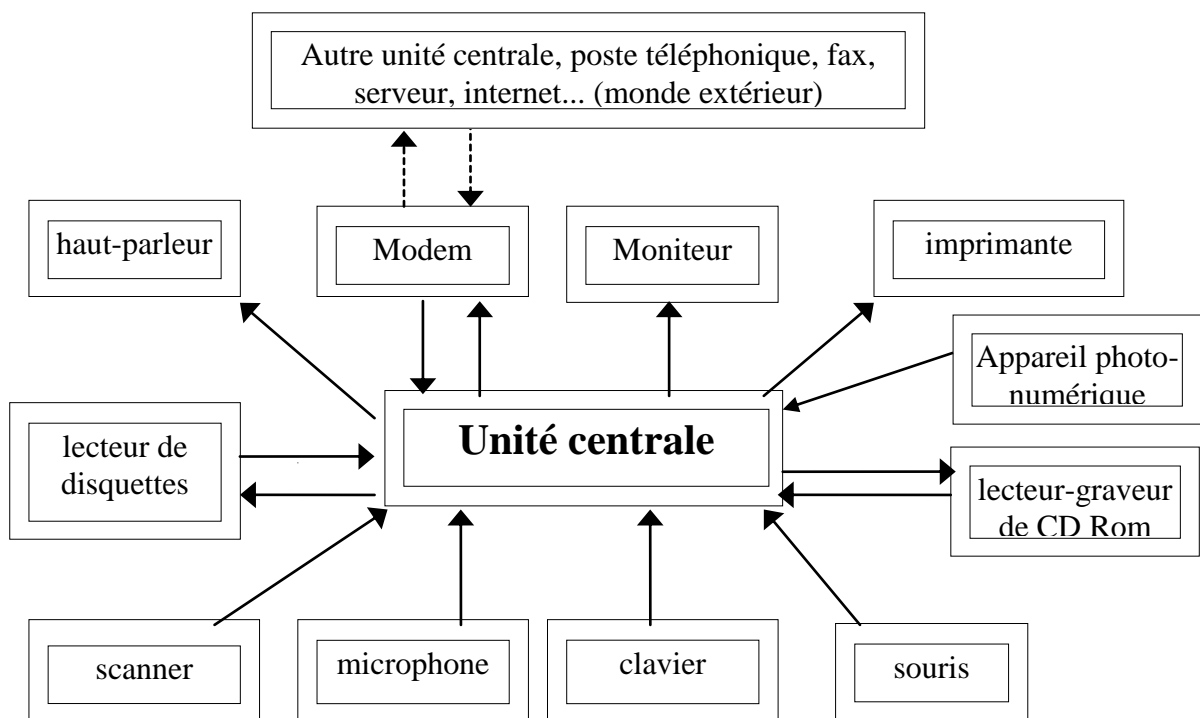 Autre unité centrale, poste téléphonique, fax,
serveur, internet... (monde extérieur)
haut-parleur
Modem
Moniteur
imprimante
Appareil photo-
numérique
Unité centrale
lecteur de
disquettes
lecteur-graveur
de CD Rom
scanner
microphone
clavier
souris